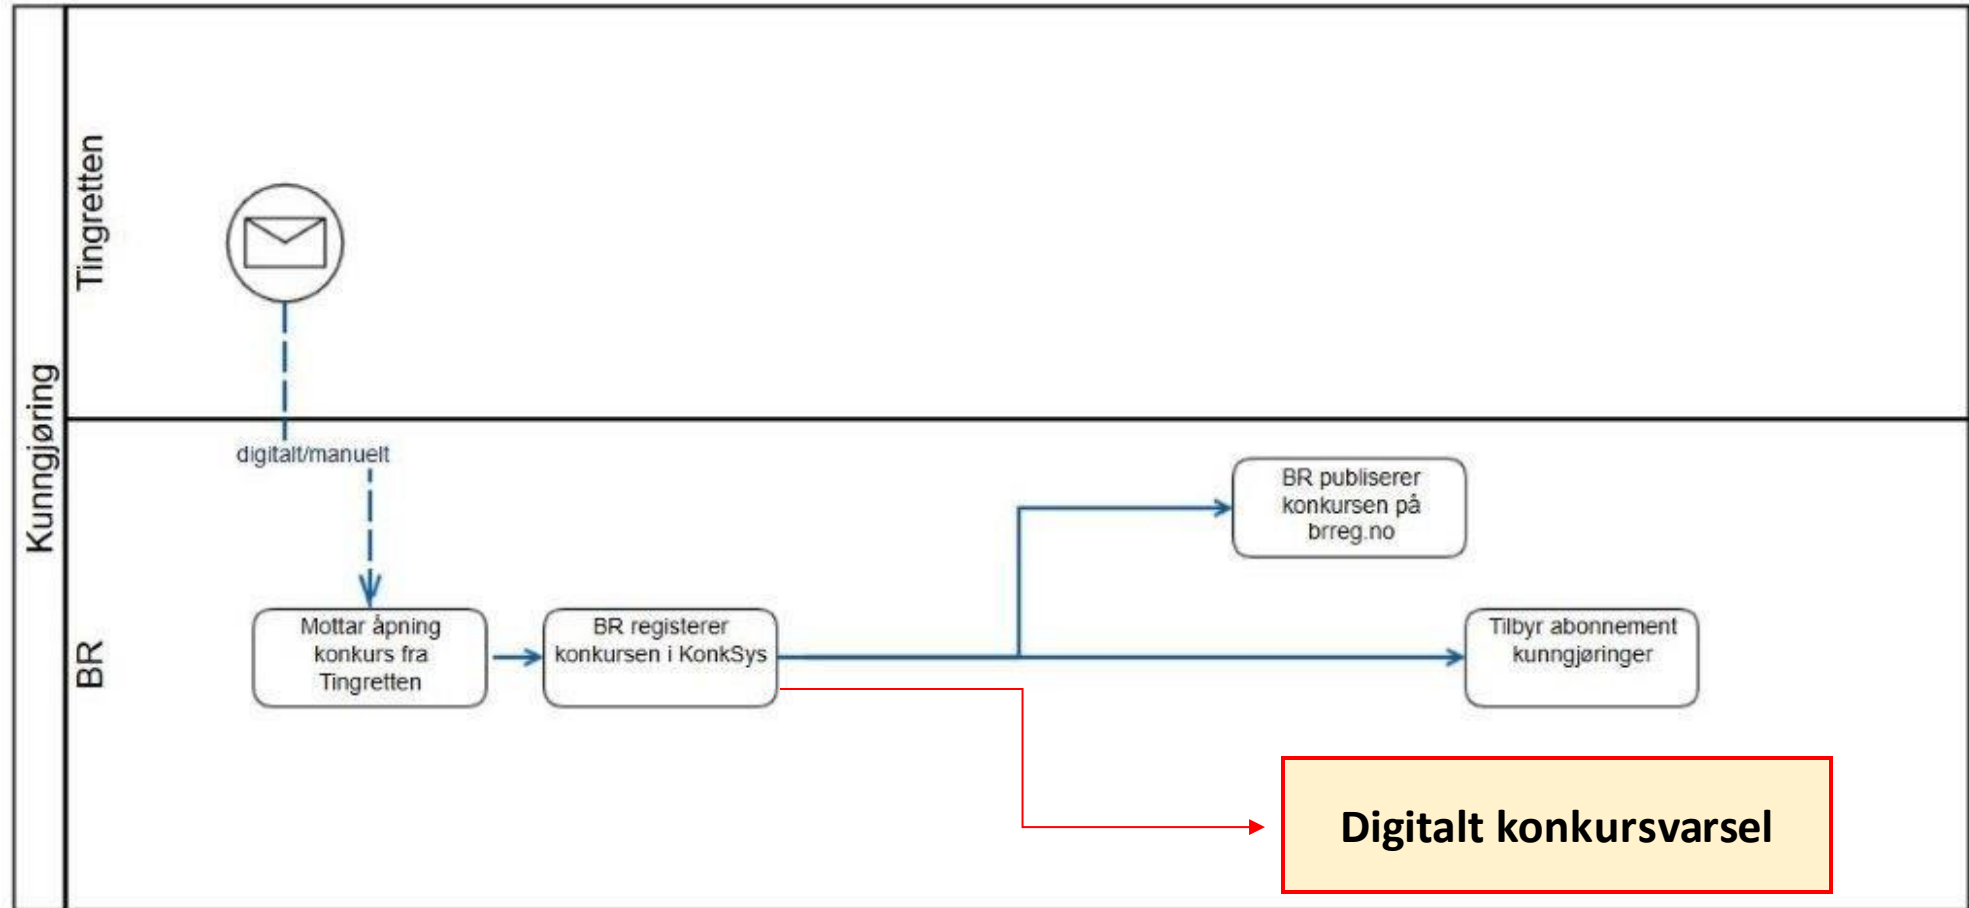 Kunngjøring
Tingretten
BR
digitalt/manuelt
Mottar åpning
konkurs fra
Tingretten
BR registerer
konkursen i KonkSys
BR publiserer
konkursen på
brreg.no
Tilbyr abonnement
kunngjøringer
Digitalt konkursvarsel